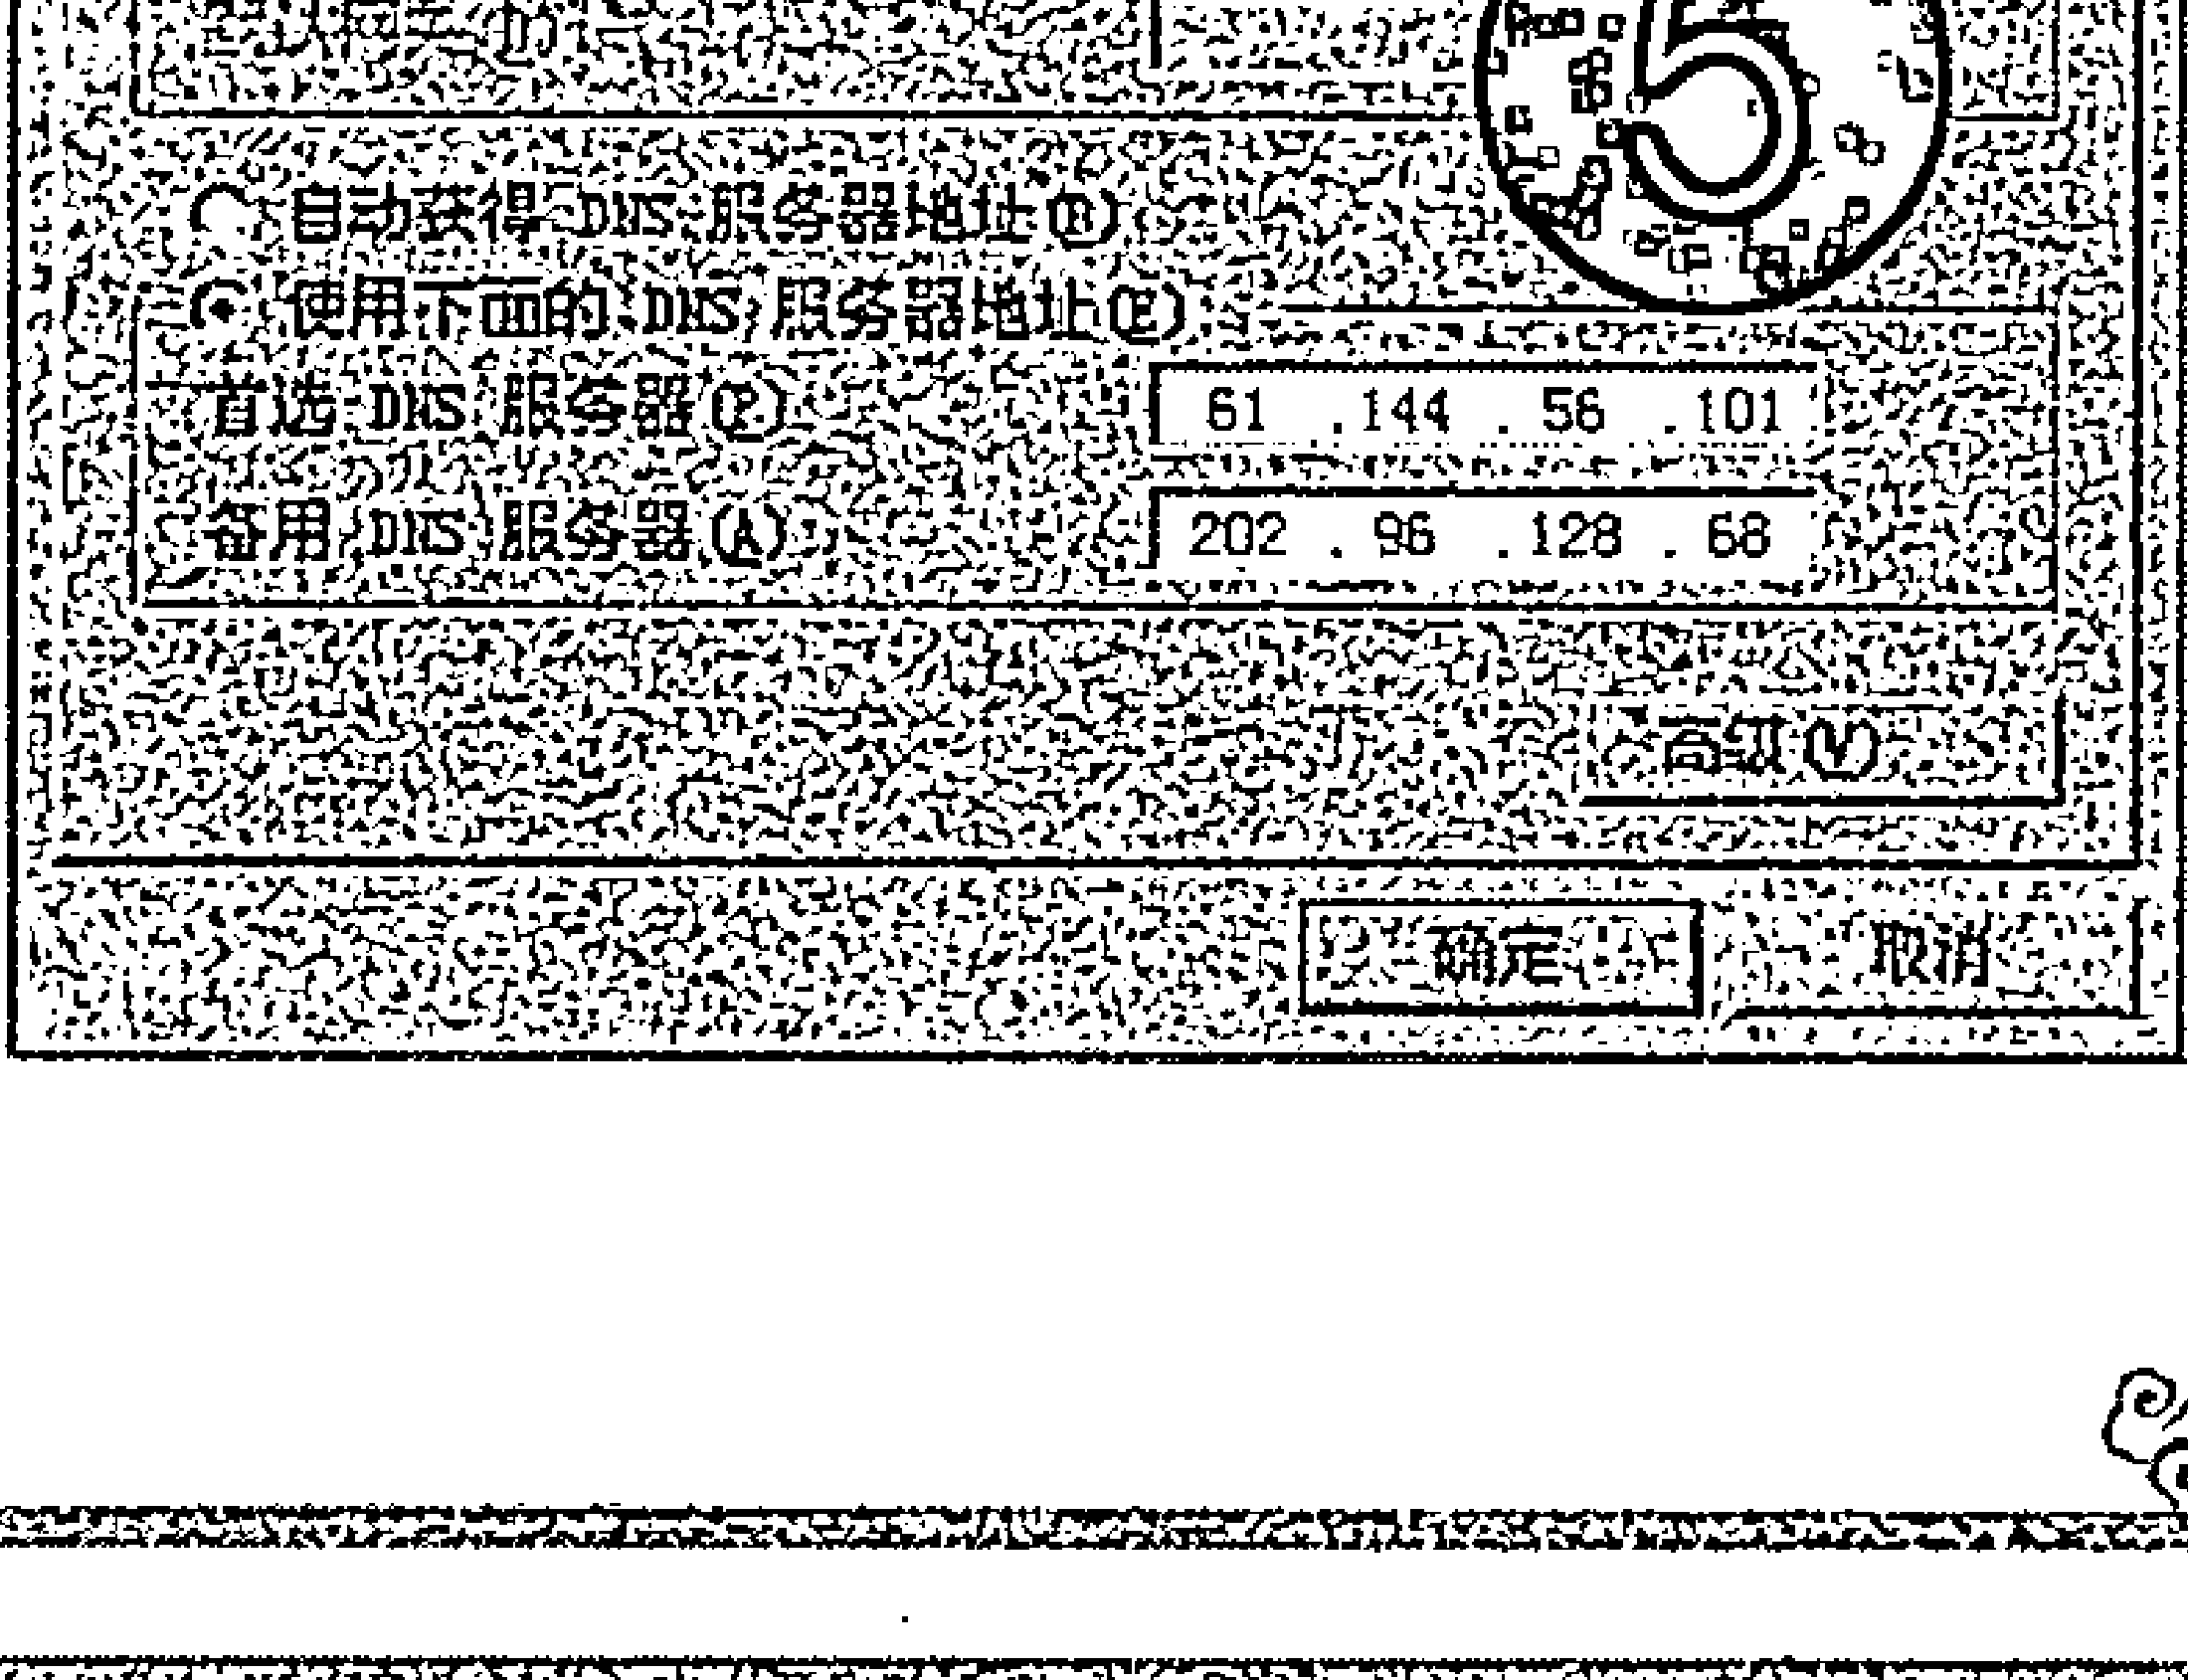 5
自动获得 DNS 服务器地址(B)
使用下面的 DNS 服务器地址(E)
首选 DNS 服务器(P) 61 .144 . 56 .101
备用 DNS 服务器(A) 202 . 96 .128 . 68
高级(V)
确定 取消